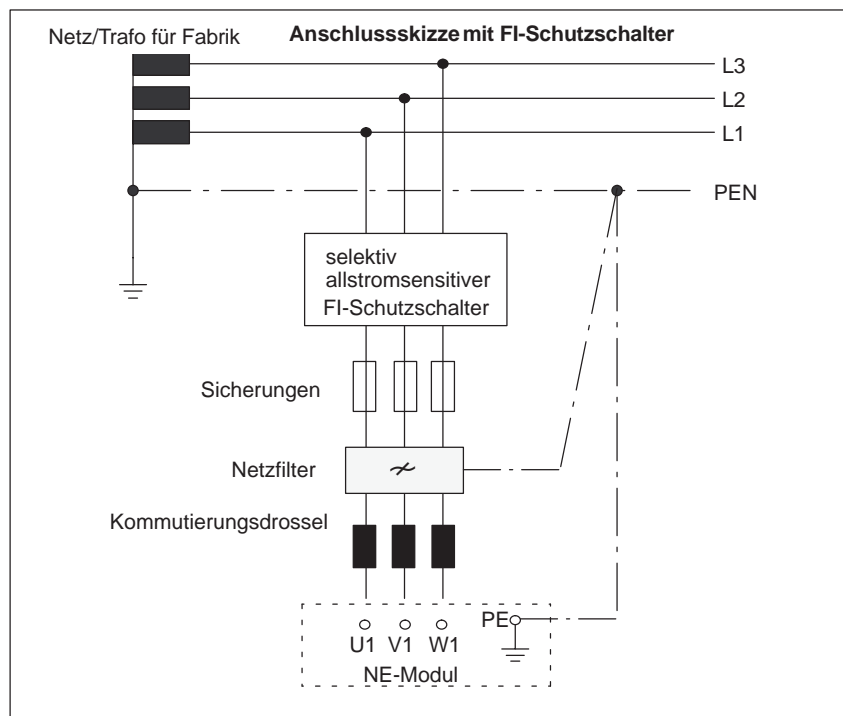 Netz/Trafo für Fabrik
Anschlussskizze mit FI-Schutzschalter
L3
L2
L1
PEN
selektiv
allstromsensitiver
FI-Schutzschalter
Sicherungen
Netzfilter
Kommutierungsdrossel
PE
U1 V1 W1
NE-Modul